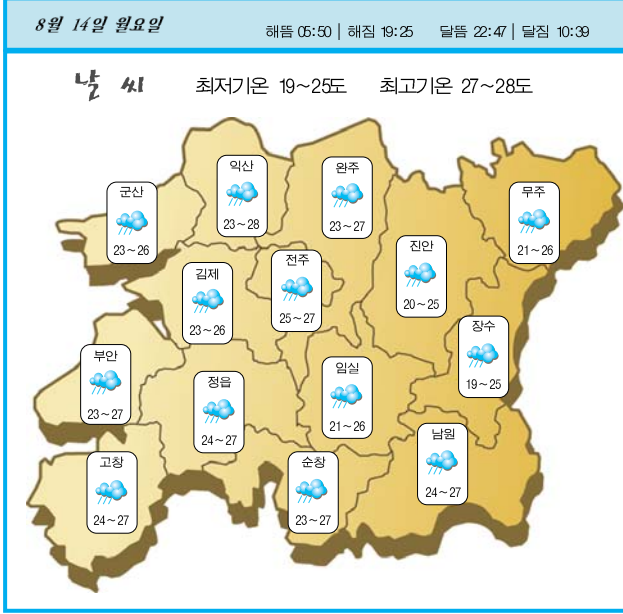 8월 14일 월요일
해뜸 05:50 | 해짐 19:25 달뜸 22:47 | 달짐 10:39
날 씨 최저기온 19~25도 최고기온 27~28도
익산
23~28
완주
23~27
군산
23~26
무주
21~26
진안
20~25
전주
25~27
김제
23~26
장수
19~25
부안
23~27
임실
21~26
정읍
24~27
남원
24~27
고창
24~27
순창
23~27